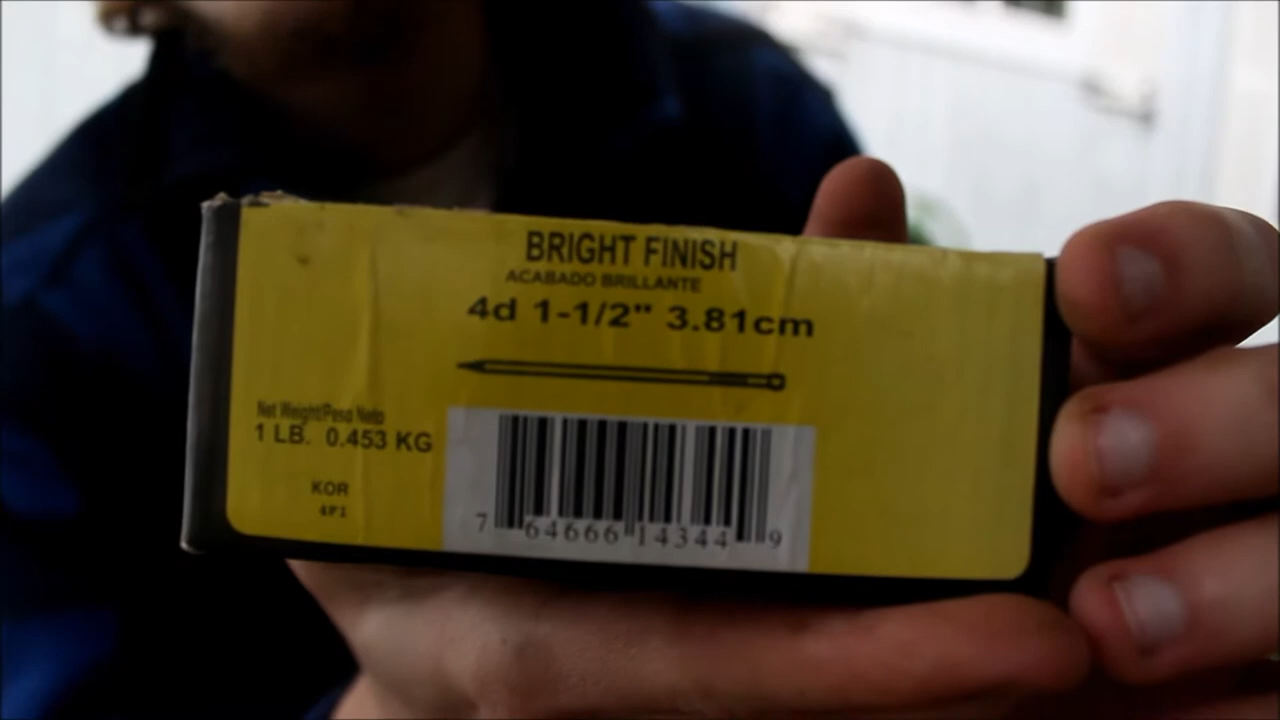 BRIGHT FINISH
ACABADO BRILLANTE
4d 1-1/2" 3.81cm
Net Weight/Peso Neto
1 LB. 0.453 KG
KOR
4P1
7 64666 14344 9